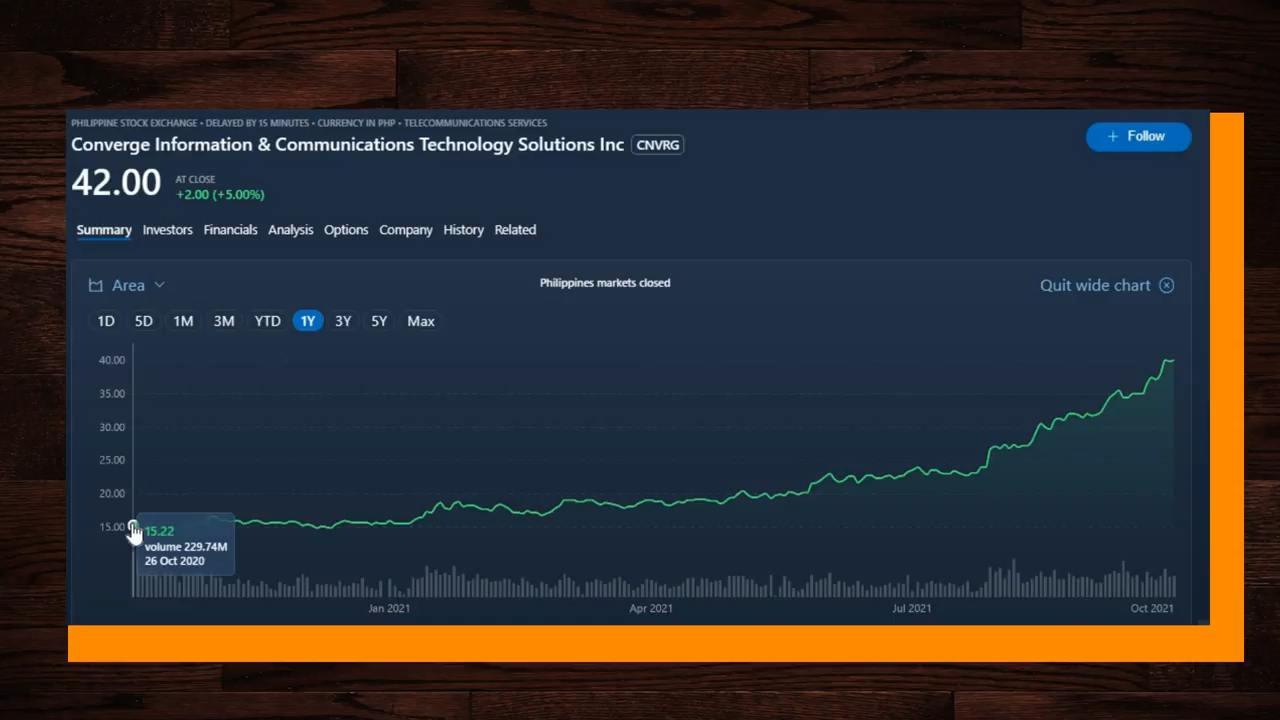 PHILIPPINE STOCK EXCHANGE • DELAYED BY 15 MINUTES • CURRENCY IN PHP • TELECOMMUNICATIONS SERVICES
Converge Information & Communications Technology Solutions Inc CNVRG
+ Follow
42.00
AT CLOSE
+2.00 (+5.00%)
Summary Investors Financials Analysis Options Company History Related
Area
Philippines markets closed
Quit wide chart
1D 5D 1M 3M YTD 1Y 3Y 5Y Max
40.00
35.00
30.00
25.00
20.00
15.00
15.22
volume 229.74M
26 Oct 2020
Jan 2021 Apr 2021 Jul 2021 Oct 2021